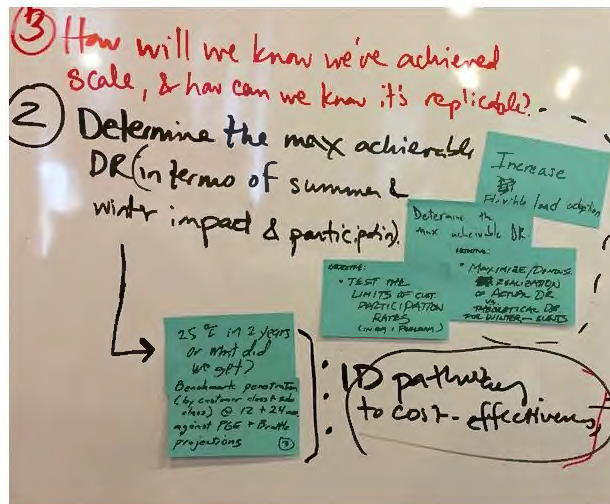 ③ How will we know we've achieved
scale, & how can we know it's replicable?
② Determine the max achievable
DR (in terms of summer &
winter impact & participation).
Increase
Flexible load adoption
Determine the
max acheivable DR
OBJECTIVE:
• TEST THE
LIMITS OF CUST.
PARTICIPATION
RATES
• MAXIMIZE/
REALIZATION
OF ACTUAL DR
VS.
THEORETICAL DR
FOR WINTER EVENTS
25 % in 2 years
or what did
we get?
Benchmark penetration
(by customer class + sub
class) @ 12 + 24 mo.
against PGE + Brattle
projections
ID pathway
to cost-effectiveness